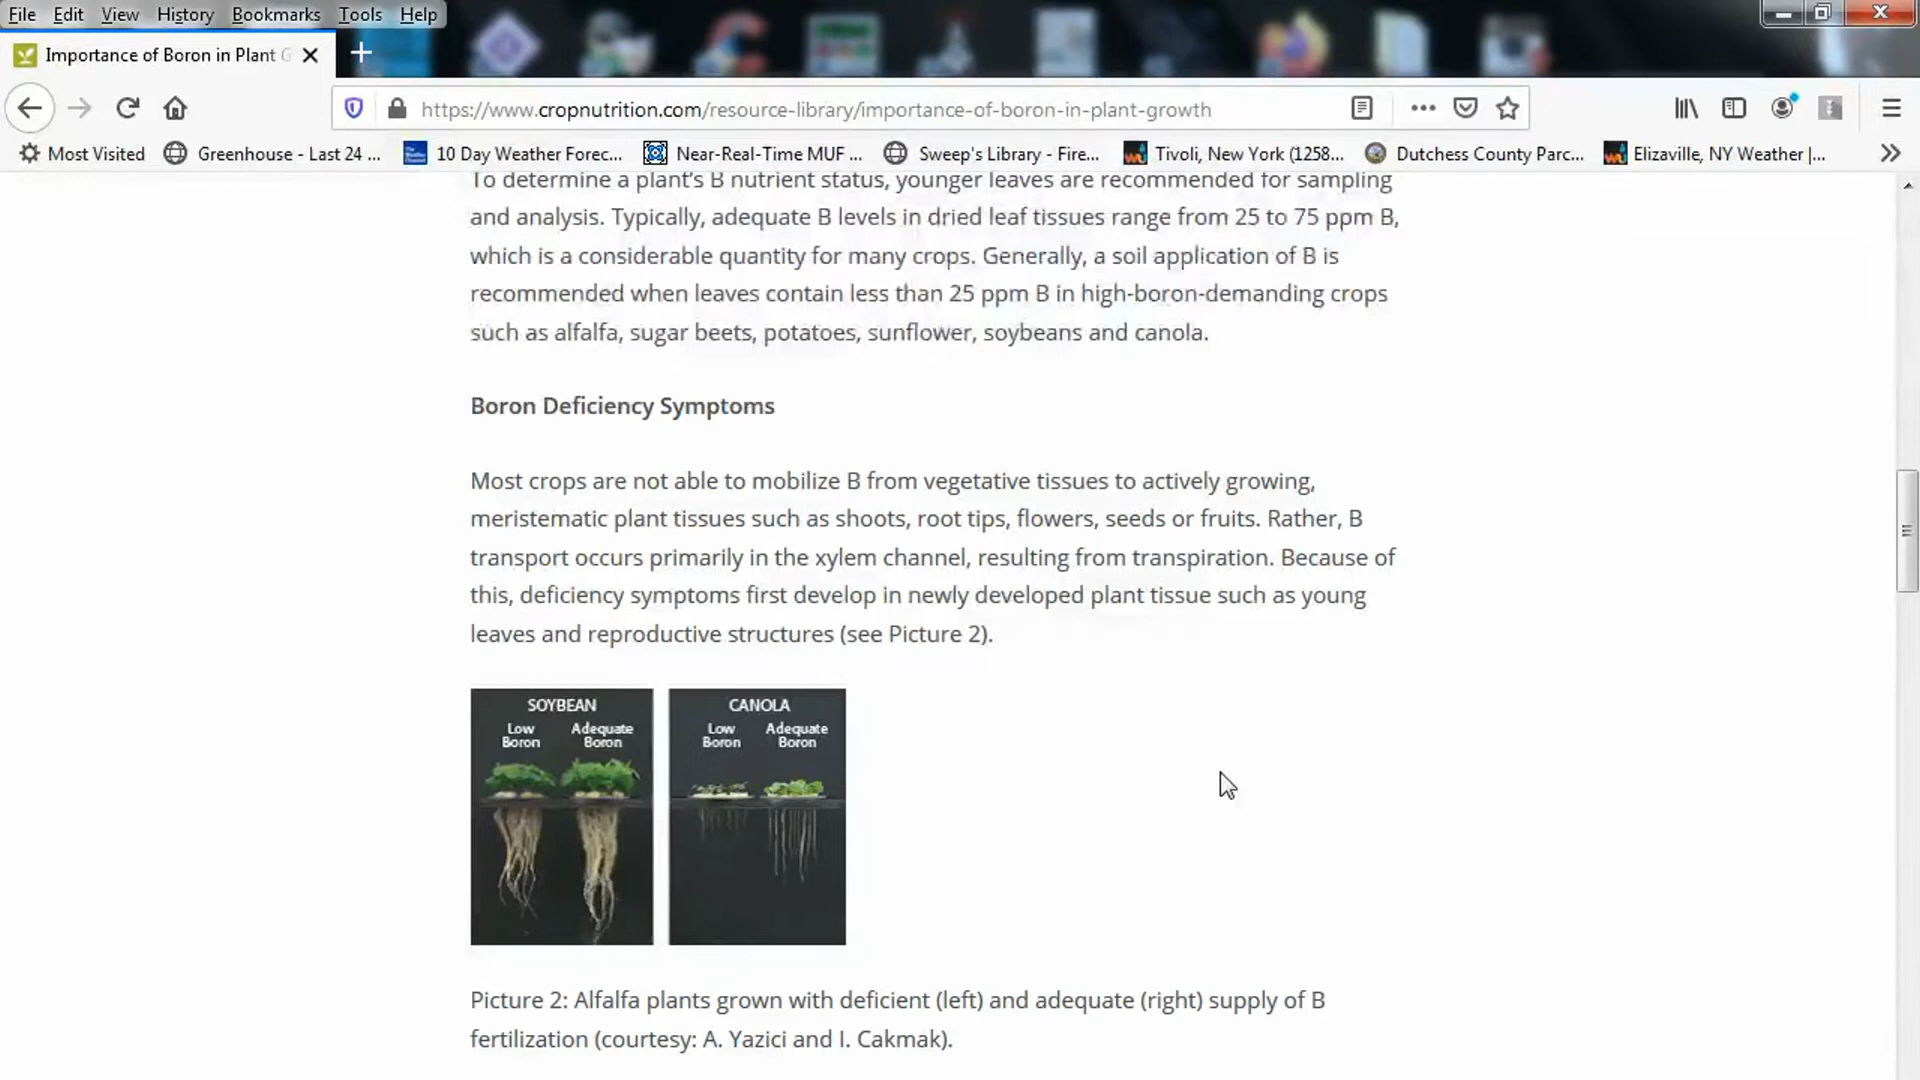 File Edit View History Bookmarks Tools Help
Importance of Boron in Plant G
https://www.cropnutrition.com/resource-library/importance-of-boron-in-plant-growth
Most Visited Greenhouse - Last 24 ... 10 Day Weather Forec... Near-Real-Time MUF ... Sweep's Library - Fire... Tivoli, New York (1258... Dutchess County Parc... Elizaville, NY Weather |...
To determine a plant's B nutrient status, younger leaves are recommended for sampling
and analysis. Typically, adequate B levels in dried leaf tissues range from 25 to 75 ppm B,
which is a considerable quantity for many crops. Generally, a soil application of B is
recommended when leaves contain less than 25 ppm B in high-boron-demanding crops
such as alfalfa, sugar beets, potatoes, sunflower, soybeans and canola.
Boron Deficiency Symptoms
Most crops are not able to mobilize B from vegetative tissues to actively growing,
meristematic plant tissues such as shoots, root tips, flowers, seeds or fruits. Rather, B
transport occurs primarily in the xylem channel, resulting from transpiration. Because of
this, deficiency symptoms first develop in newly developed plant tissue such as young
leaves and reproductive structures (see Picture 2).
SOYBEAN
Low Boron
Adequate Boron
CANOLA
Low Boron
Adequate Boron
Picture 2: Alfalfa plants grown with deficient (left) and adequate (right) supply of B
fertilization (courtesy: A. Yazici and I. Cakmak).